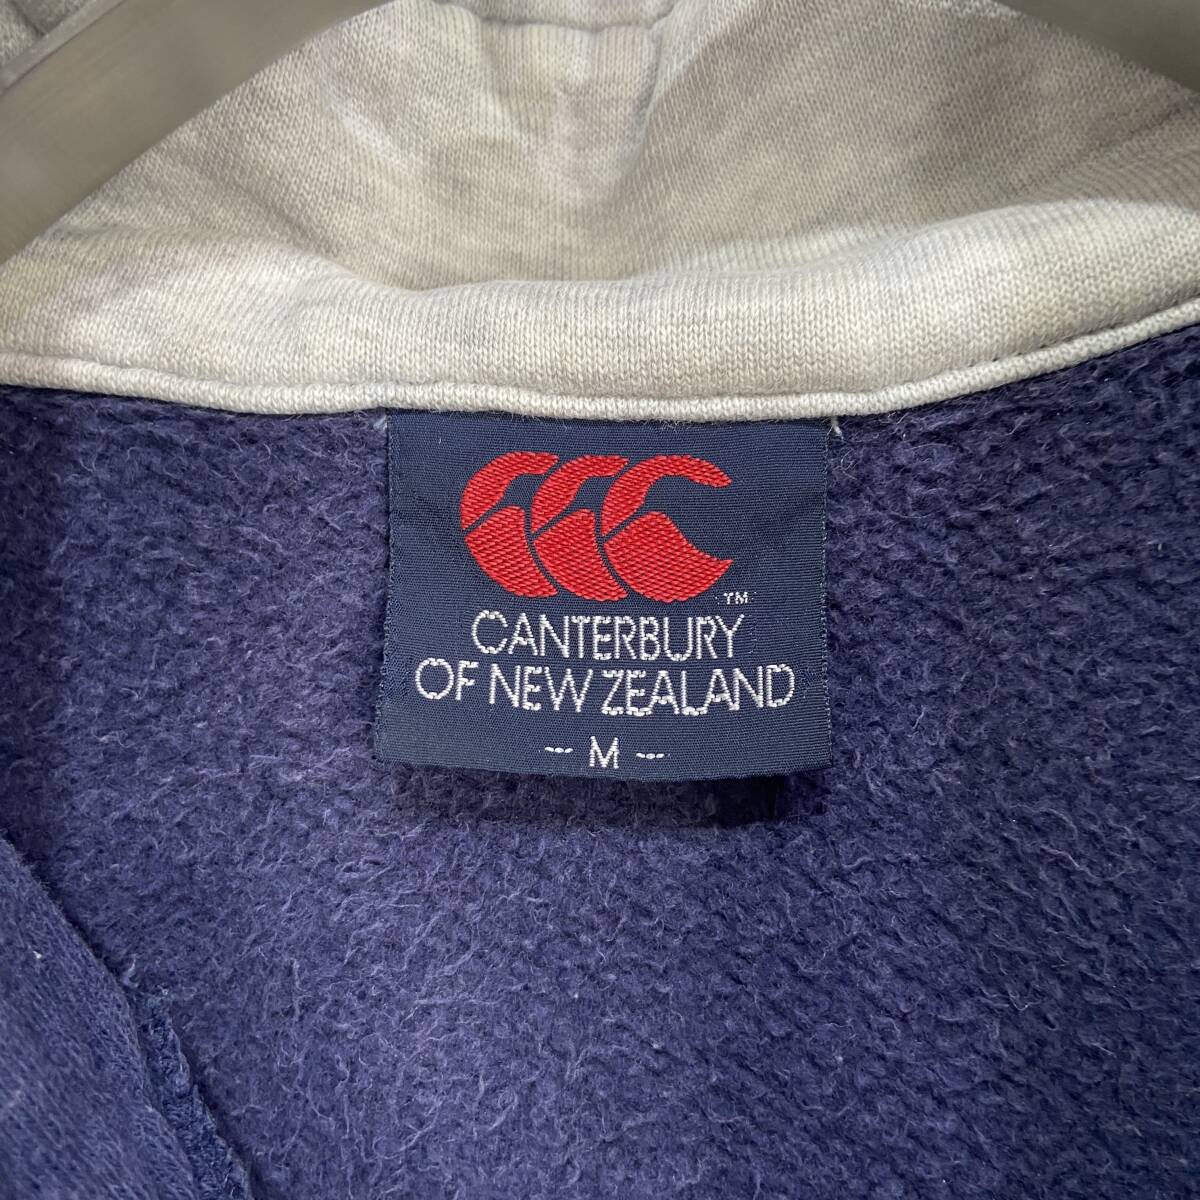 TM
CANTERBURY
OF NEW ZEALAND
-- M --